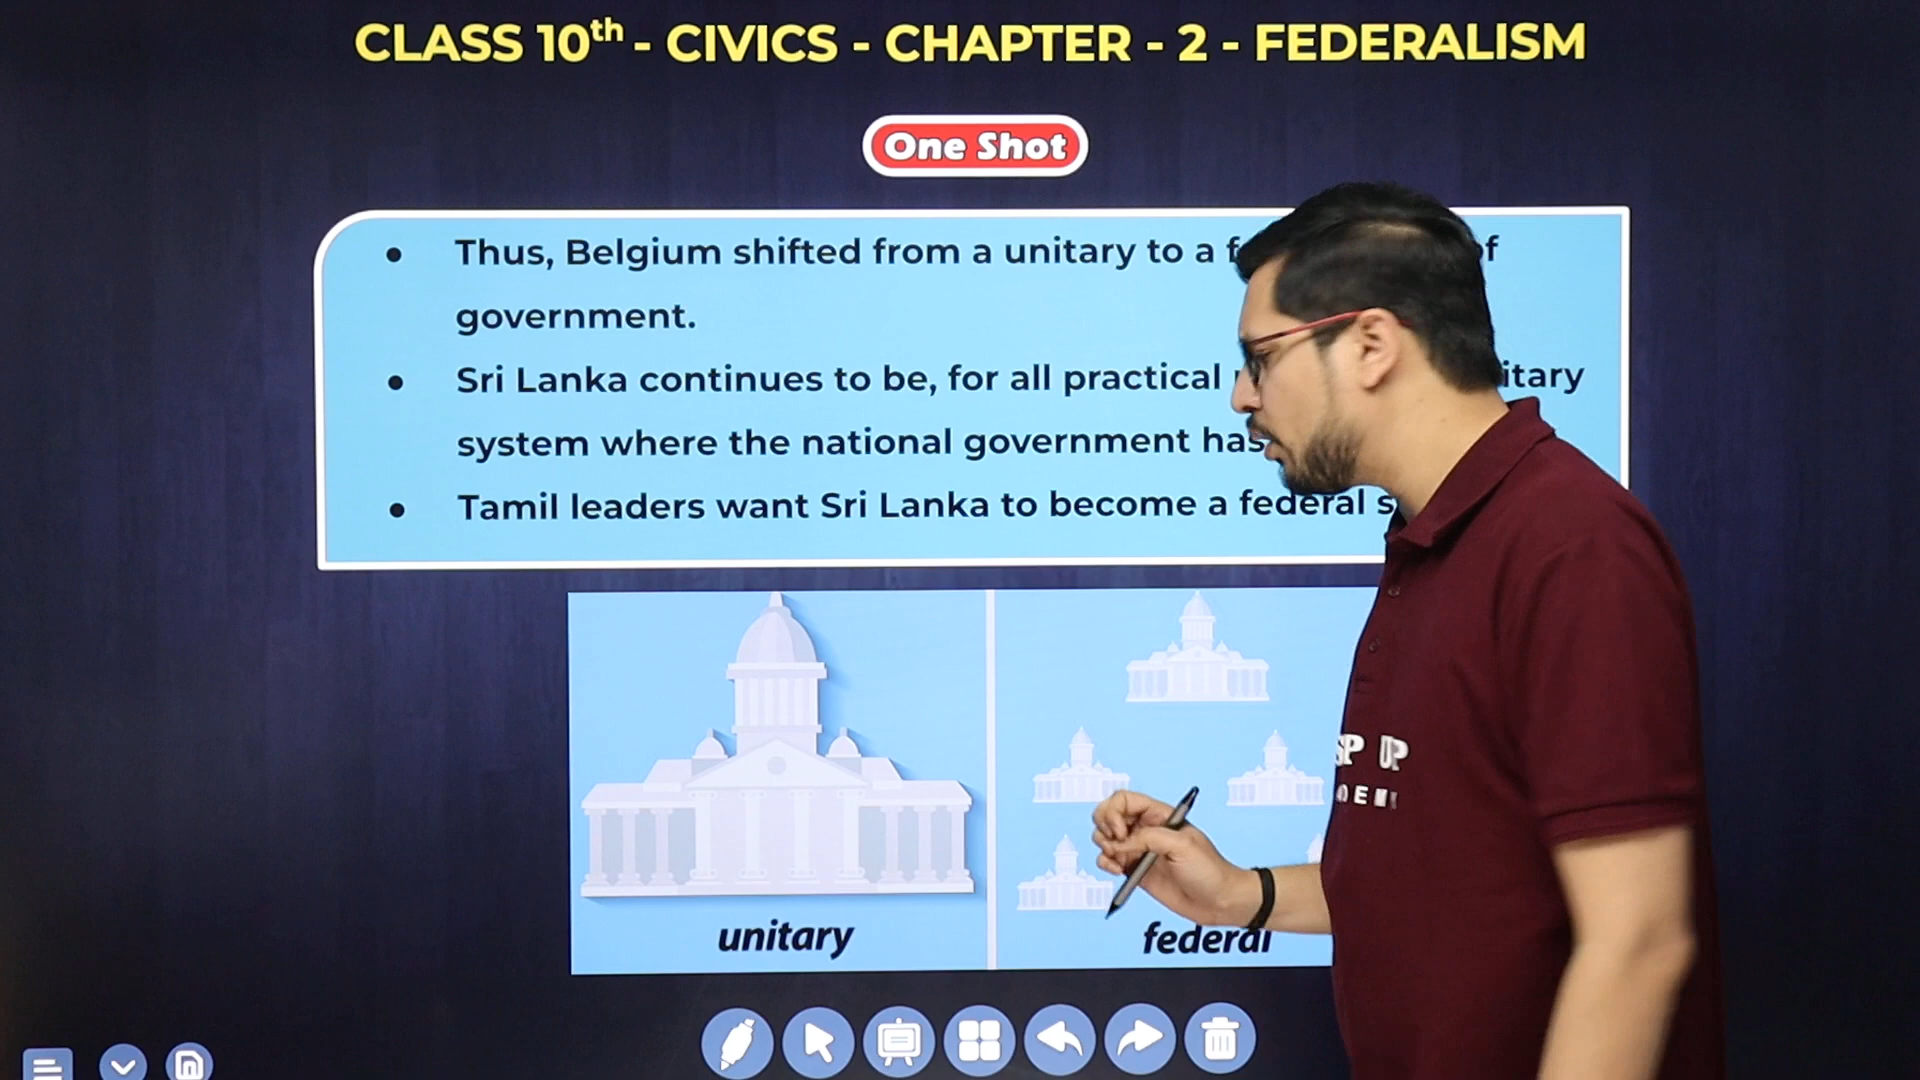 CLASS 10th - CIVICS - CHAPTER - 2 - FEDERALISM
One Shot
Thus, Belgium shifted from a unitary to a
government.
Sri Lanka continues to be, for all practical
system where the national government has
Tamil leaders want Sri Lanka to become a federal
unitary
federal